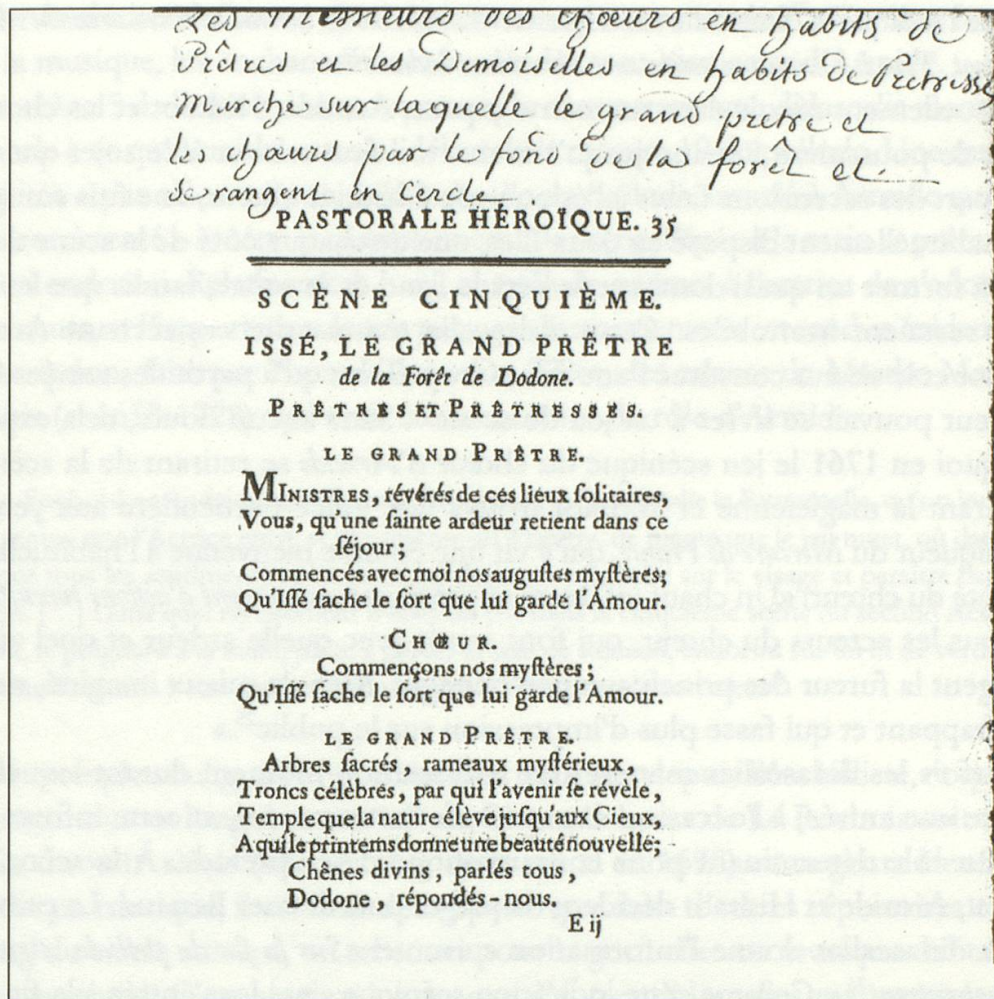 Les Messieurs des chœurs en habits de
Prêtre et les Demoiselles en habits de Prêtresse
Marche sur laquelle le grand prêtre et
les chœurs par le fond de la forêt et
se rangent en Cercle
PASTORALE HÉROÏQUE. 35
SCÈNE CINQUIÈME.
ISSÉ, LE GRAND PRÊTRE
de la Forêt de Dodone.
PRÊTRES ET PRÊTRESSES.
LE GRAND PRÊTRE.
MINISTRES, révérés de ces lieux ſolitaires,
Vous, qu'une ſainte ardeur retient dans ce
ſéjour;
Commencés avec moi nos auguſtes myſtères;
Qu'Iſſé ſache le ſort que lui garde l'Amour.
CHŒUR.
Commençons nos myſtères;
Qu'Iſſé ſache le ſort, que lui garde l'Amour.
LE GRAND PRÊTRE.
Arbres ſacrés, rameaux myſtérieux,
Troncs célèbres, par qui l'avenir ſe révèle,
Temple que la nature élève juſqu'aux Cieux,
A qui le printems donne une beauté nouvelle;
Chênes divins, parlés tous,
Dodone, répondés-nous.
E ij